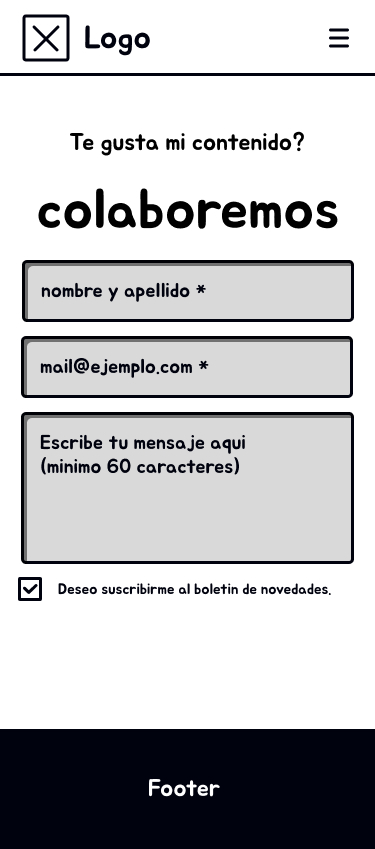 Logo
Te gusta mi contenido?
colaboremos
nombre y apellido *
mail@ejemplo.com *
Escribe tu mensaje aqui
(minimo 60 caracteres)
Deseo suscribirme al boletin de novedades.
Footer